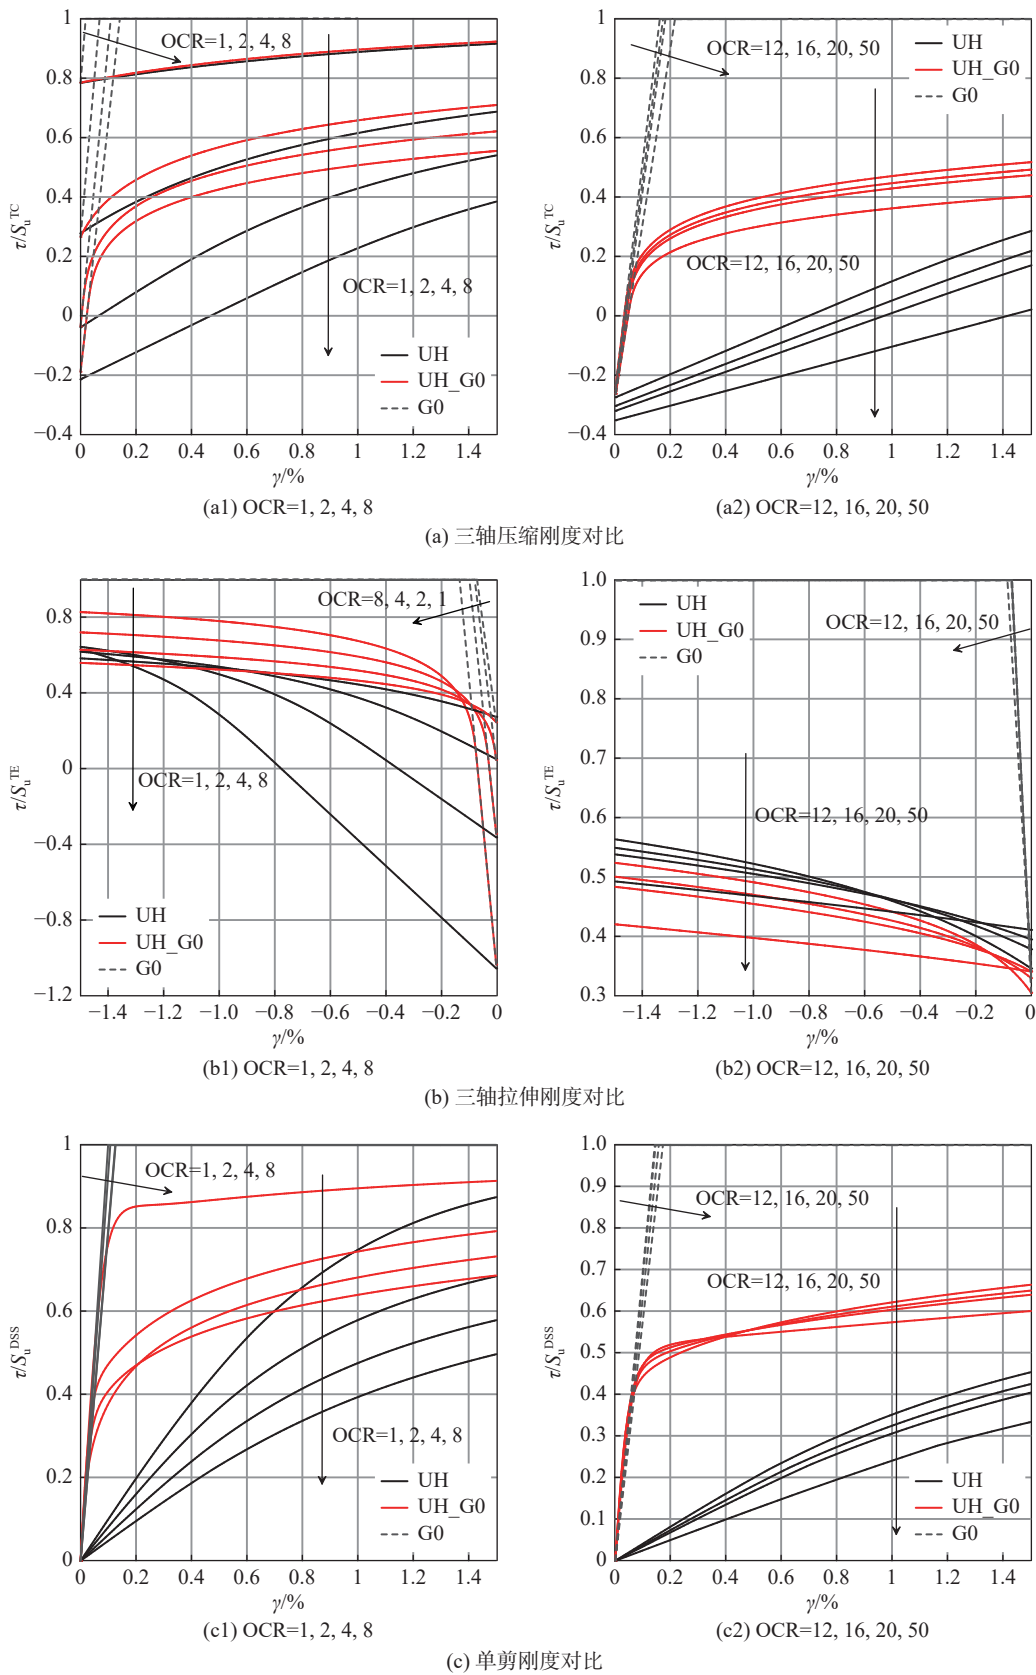 1
0.8
0.6
0.4
0.2
0
−0.2
−0.4
τ/S_u^TC
OCR=1, 2, 4, 8
OCR=1, 2, 4, 8
UH
UH_G0
G0
0 0.2 0.4 0.6 0.8 1 1.2 1.4
γ/%
(a1) OCR=1, 2, 4, 8
1
0.8
0.6
0.4
0.2
0
−0.2
−0.4
τ/S_u^TC
OCR=12, 16, 20, 50
UH
UH_G0
G0
OCR=12, 16, 20, 50
0 0.2 0.4 0.6 0.8 1 1.2 1.4
γ/%
(a2) OCR=12, 16, 20, 50
(a) 三轴压缩刚度对比
0.8
0.4
0
−0.4
−0.8
−1.2
τ/S_u^TE
OCR=8, 4, 2, 1
OCR=1, 2, 4, 8
UH
UH_G0
G0
−1.4 −1.2 −1.0 −0.8 −0.6 −0.4 −0.2 0
γ/%
(b1) OCR=1, 2, 4, 8
1.0
0.9
0.8
0.7
0.6
0.5
0.4
0.3
τ/S_u^TE
UH
UH_G0
G0
OCR=12, 16, 20, 50
OCR=12, 16, 20, 50
−1.4 −1.2 −1.0 −0.8 −0.6 −0.4 −0.2 0
γ/%
(b2) OCR=12, 16, 20, 50
(b) 三轴拉伸刚度对比
1
0.8
0.6
0.4
0.2
0
τ/S_u^DSS
OCR=1, 2, 4, 8
OCR=1, 2, 4, 8
UH
UH_G0
G0
0 0.2 0.4 0.6 0.8 1 1.2 1.4
γ/%
(c1) OCR=1, 2, 4, 8
1.0
0.9
0.8
0.7
0.6
0.5
0.4
0.3
0.2
0.1
0
τ/S_u^DSS
OCR=12, 16, 20, 50
OCR=12, 16, 20, 50
UH
UH_G0
G0
0 0.2 0.4 0.6 0.8 1 1.2 1.4
γ/%
(c2) OCR=12, 16, 20, 50
(c) 单剪刚度对比